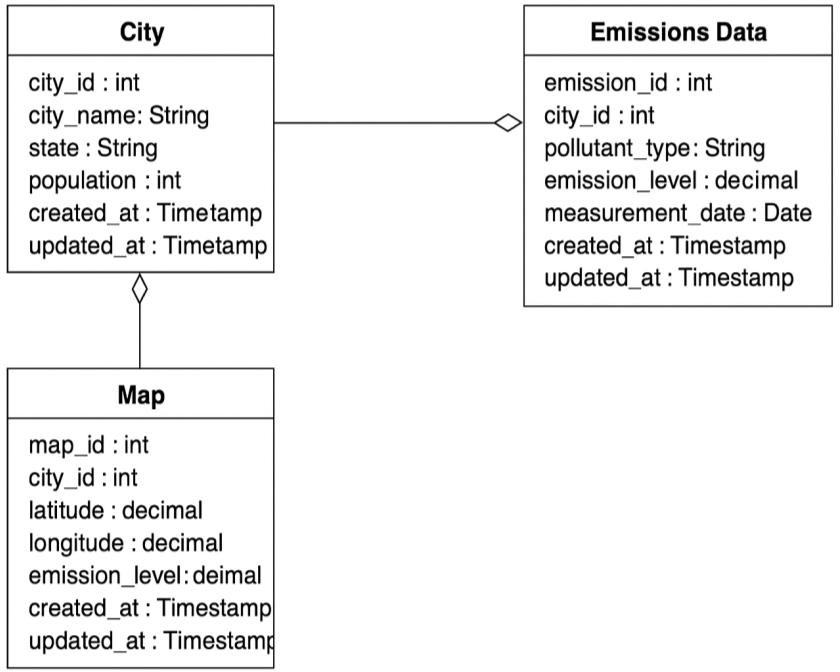 City
city_id : int
city_name: String
state : String
population : int
created_at : Timetamp
updated_at : Timetamp
Emissions Data
emission_id : int
city_id : int
pollutant_type: String
emission_level : decimal
measurement_date : Date
created_at : Timestamp
updated_at : Timestamp
Map
map_id : int
city_id : int
latitude : decimal
longitude : decimal
emission_level: deimal
created_at : Timestamp
updated_at : Timestamp